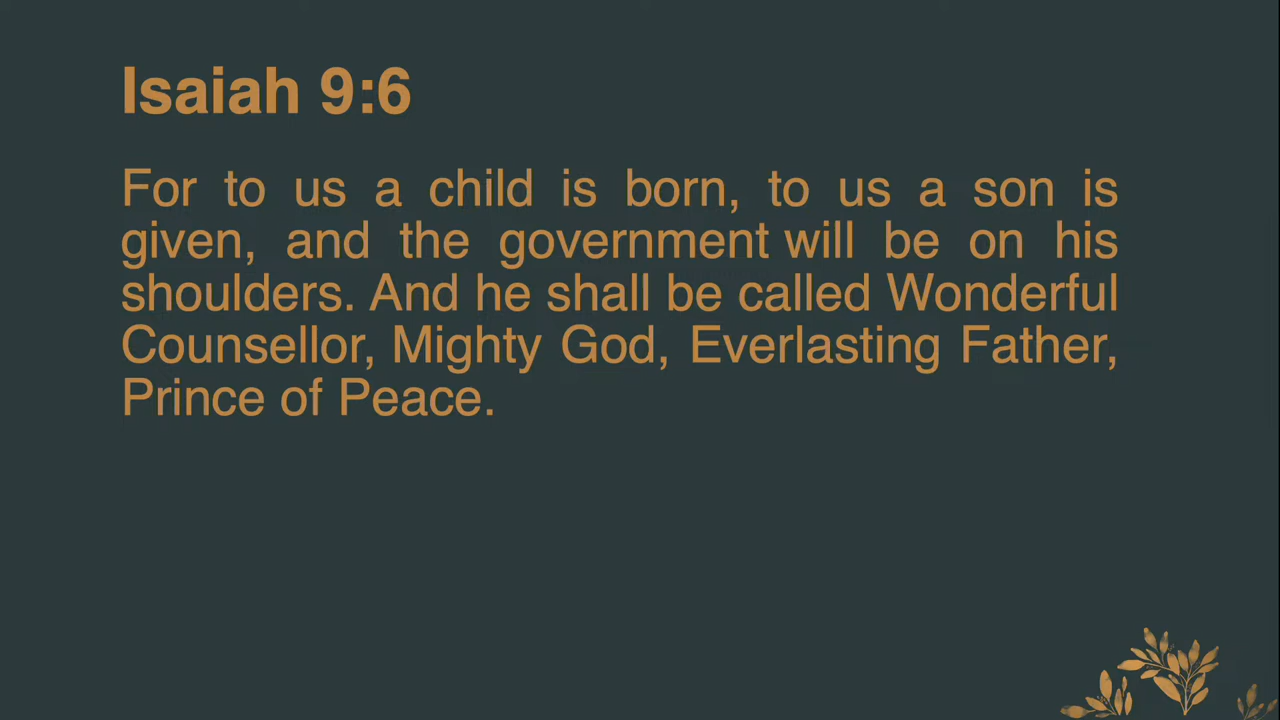 Isaiah 9:6
For to us a child is born, to us a son is
given, and the government will be on his
shoulders. And he shall be called Wonderful
Counsellor, Mighty God, Everlasting Father,
Prince of Peace.